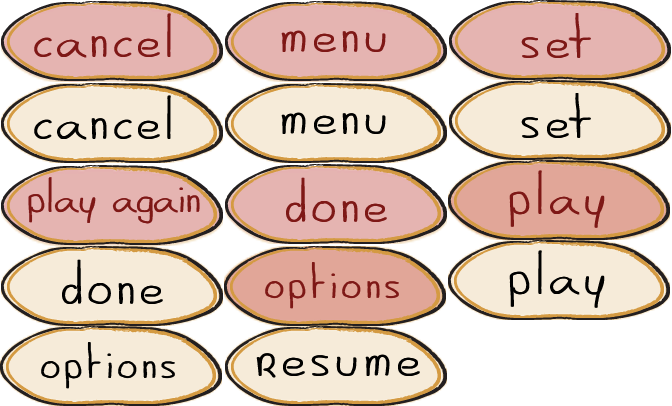 cancel menu set
cancel menu set
play again done play
done options play
options Resume